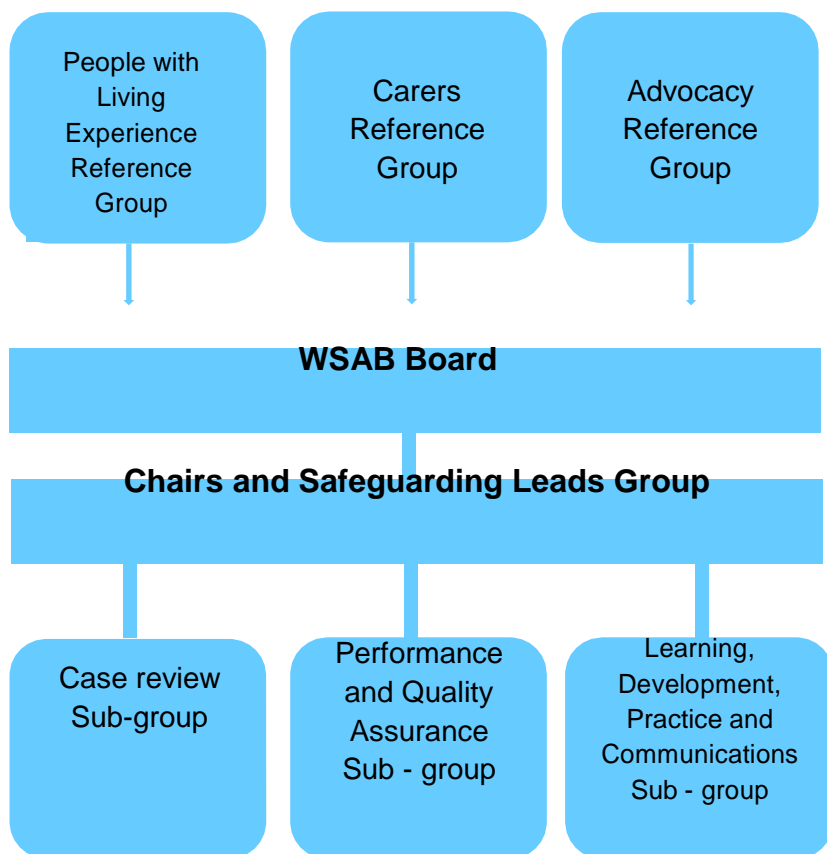 People with
Living
Experience
Reference
Group
Carers
Reference
Group
Advocacy
Reference
Group
WSAB Board
Chairs and Safeguarding Leads Group
Case review
Sub-group
Performance
and Quality
Assurance
Sub - group
Learning,
Development,
Practice and
Communications
Sub - group